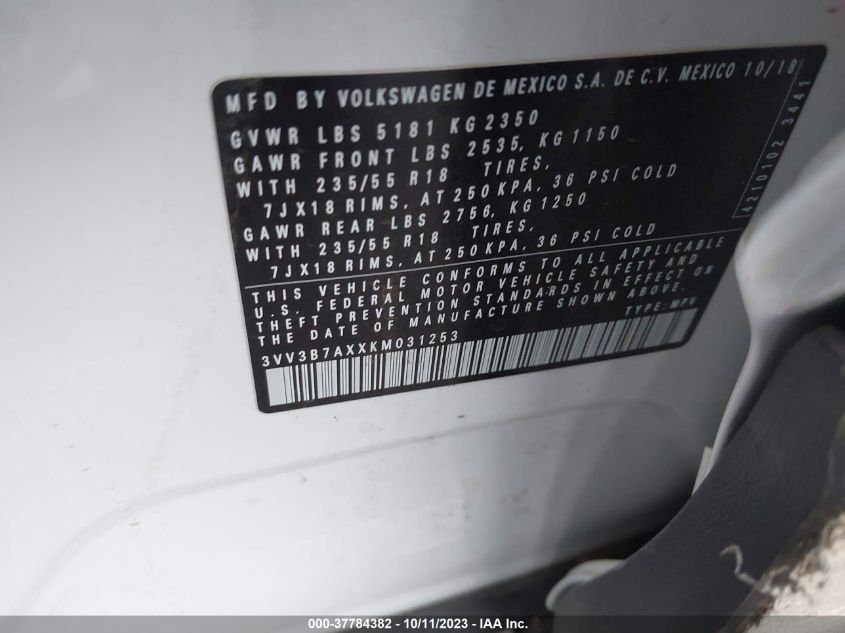 MFD BY VOLKSWAGEN DE MEXICO S.A. DE C.V. MEXICO 10/18
GVWR LBS 5181 KG 2350
GAWR FRONT LBS 2535, KG 1150
WITH 235/55 R18 TIRES,
7JX18 RIMS, AT 250 KPA, 36 PSI COLD
GAWR REAR LBS 2756, KG 1250
WITH 235/55 R18 TIRES,
7JX18 RIMS, AT 250 KPA, 36 PSI COLD
THIS VEHICLE CONFORMS TO ALL APPLICABLE
U.S. FEDERAL MOTOR VEHICLE SAFETY AND
THEFT PREVENTION STANDARDS IN EFFECT ON
THE DATE OF MANUFACTURE SHOWN ABOVE.
TYPE: MPV
3VV3B7AXXKM031253
4210102 3441
000-37784382 - 10/11/2023 - IAA Inc.